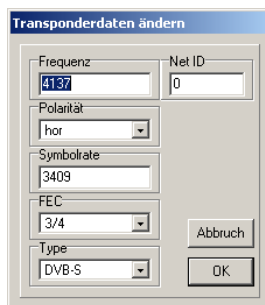 Transponderdaten ändern
Frequenz
4137
Net ID
0
Polarität
hor
Symbolrate
3409
FEC
3/4
Type
DVB-S
Abbruch
OK